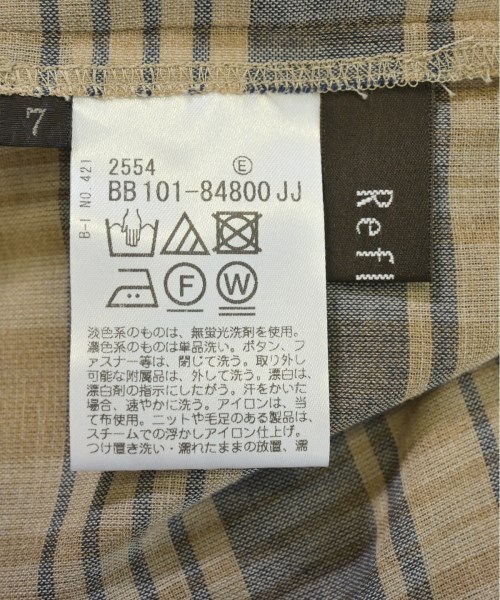 7
B-I NO.421
2554 E
BB 101-84800 JJ
F W
淡色系のものは、無蛍光洗剤を使用。
濃色系のものは単品洗い。ボタン、フ
ァスナー等は、閉じて洗う。取り外し
可能な附属品は、外して洗う。漂白は、
漂白剤の指示にしたがう。汗をかいた
場合、速やかに洗う。アイロンは、当
て布使用。ニットや毛足のある製品は、
スチームでの浮かしアイロン仕上げ。
つけ置き洗い・濡れたままの放置、濡
Refl